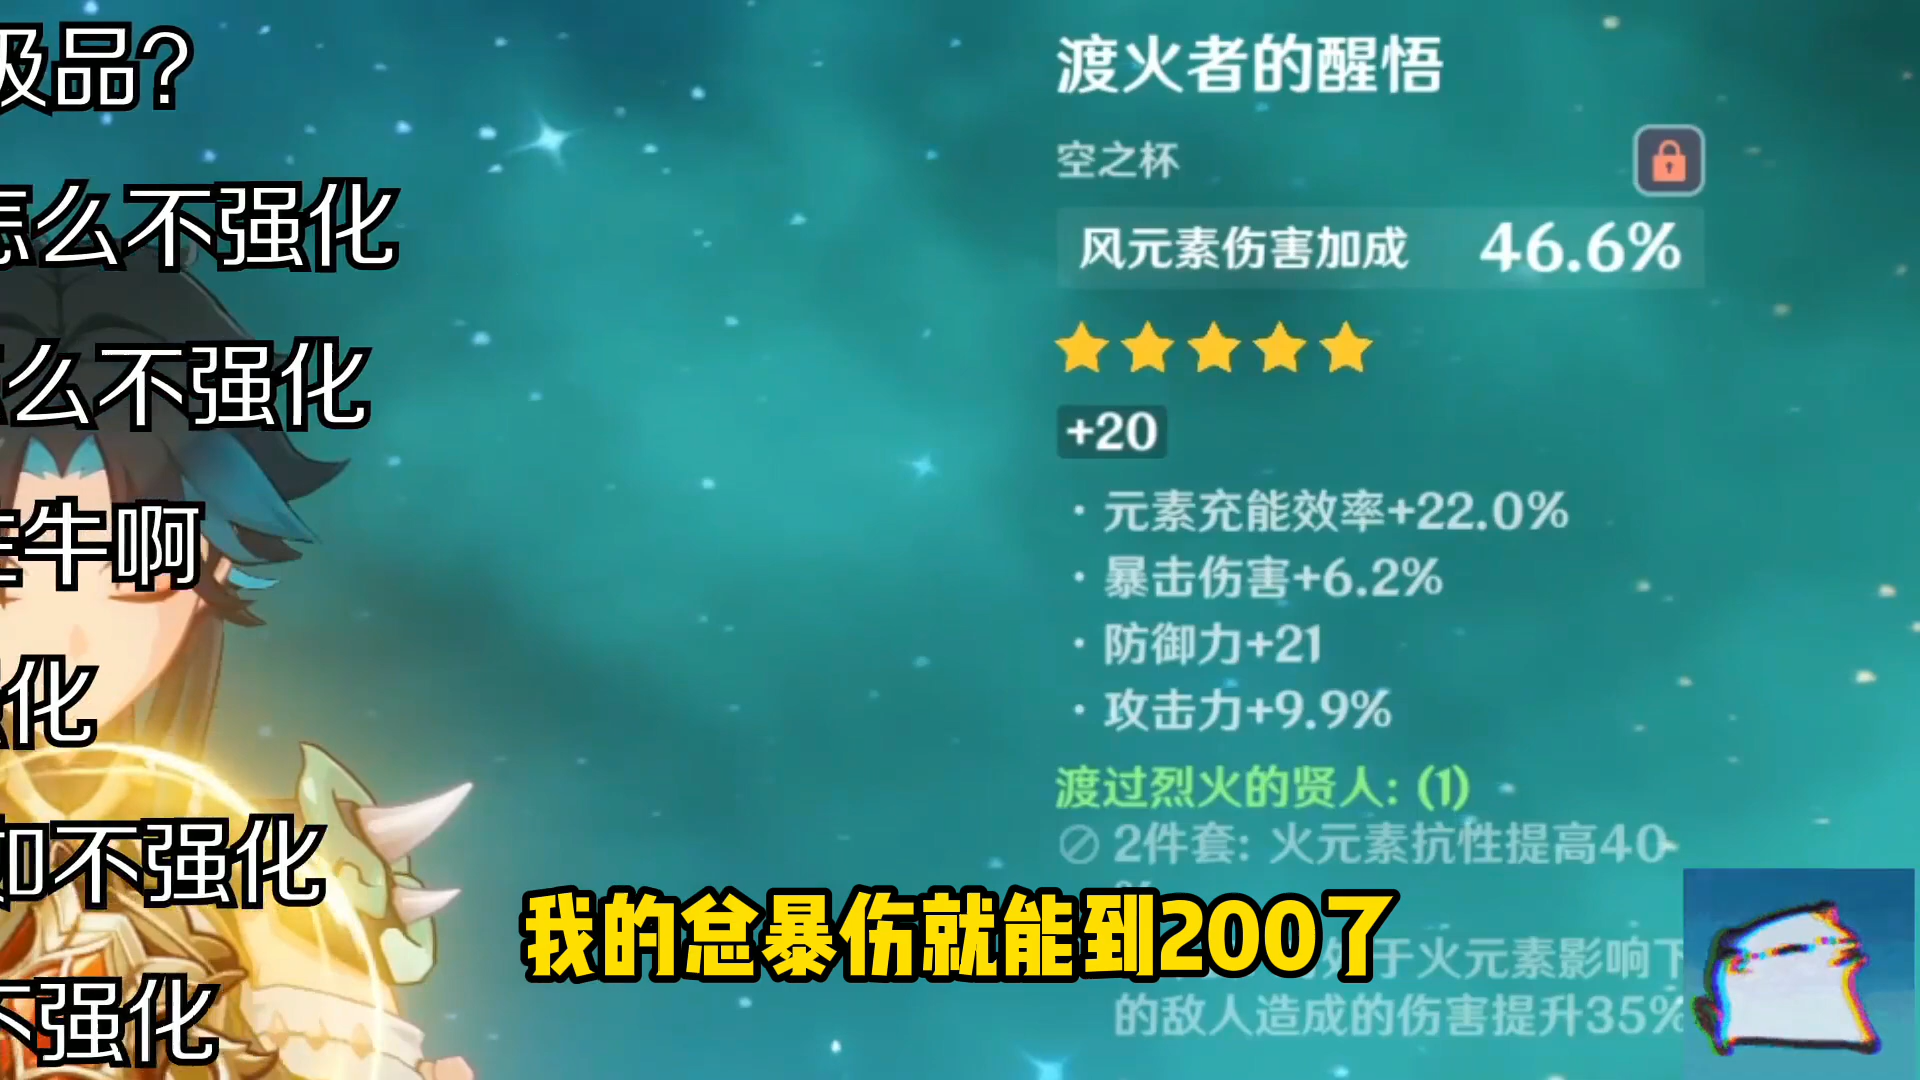 极品？
怎么不强化
怎么不强化
牛啊
强化
如不强化
不强化
渡火者的醒悟
空之杯
风元素伤害加成 46.6%
+20
·元素充能效率+22.0%
·暴击伤害+6.2%
·防御力+21
·攻击力+9.9%
渡过烈火的贤人：(1)
2件套：火元素抗性提高40
于火元素影响下
的敌人造成的伤害提升35%
我的总暴伤就能到200了